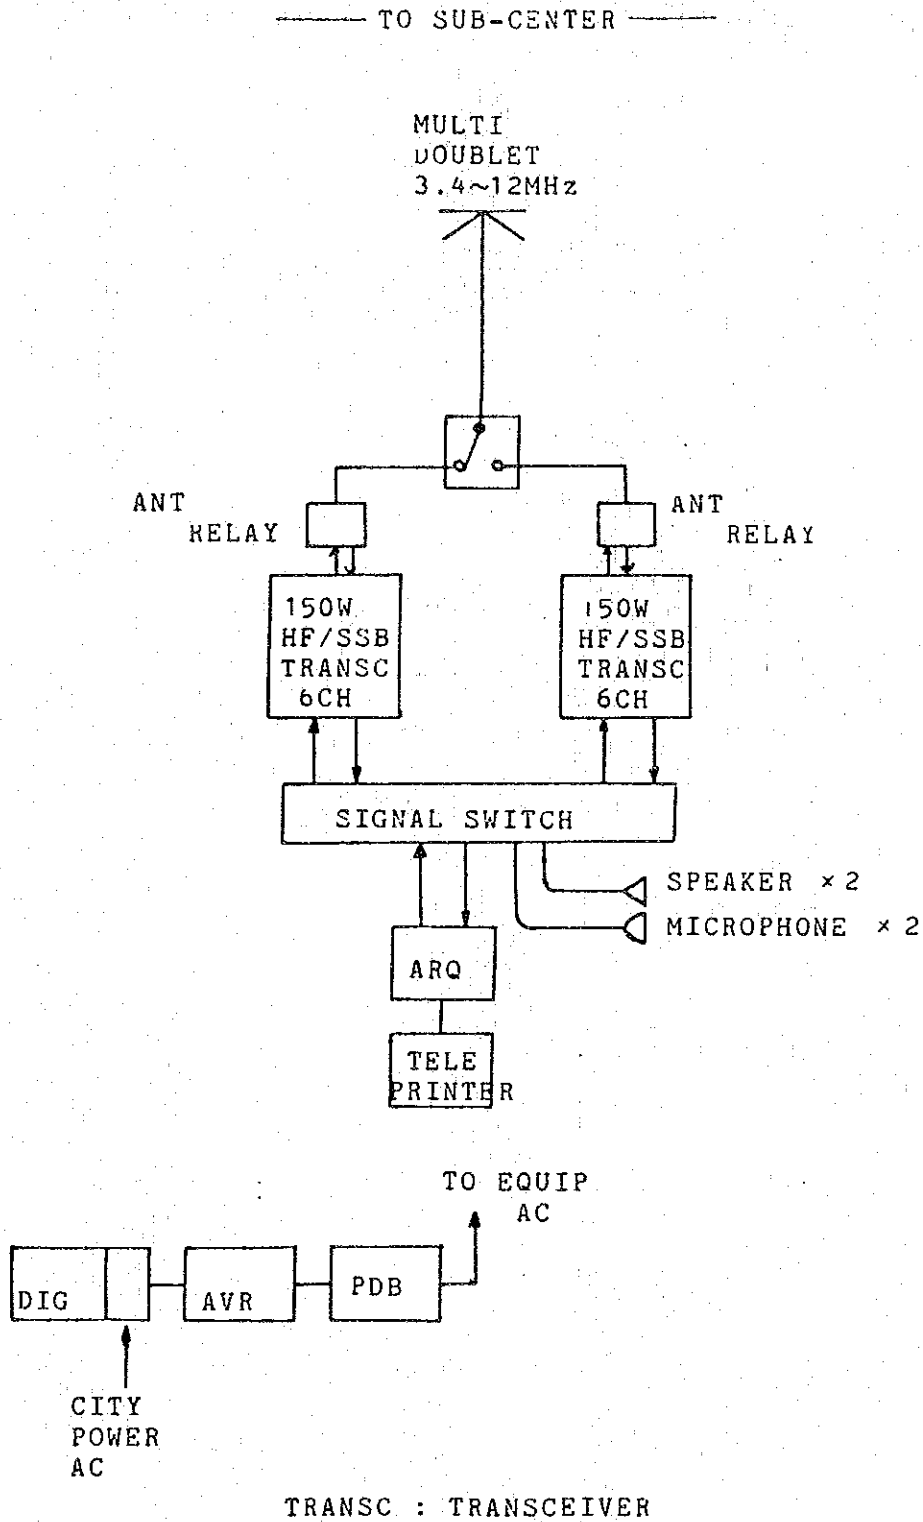 TO SUB-CENTER
MULTI
DOUBLET
3.4~12MHz
ANT
RELAY
ANT
RELAY
150W
HF/SSB
TRANSC
6CH
150W
HF/SSB
TRANSC
6CH
SIGNAL SWITCH
SPEAKER ×2
MICROPHONE ×2
ARQ
TELE
PRINTER
TO EQUIP
AC
DIG
AVR
PDB
CITY
POWER
AC
TRANSC : TRANSCEIVER